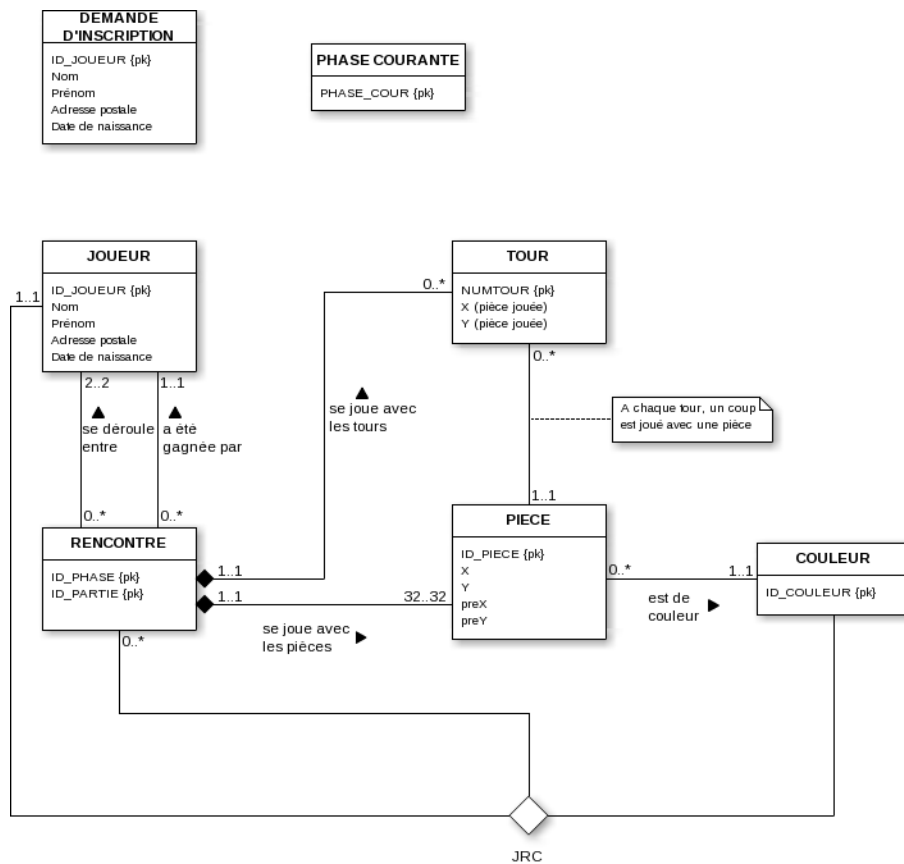 DEMANDE
D'INSCRIPTION
ID_JOUEUR {pk}
Nom
Prénom
Adresse postale
Date de naissance
PHASE COURANTE
PHASE_COUR {pk}
JOUEUR
ID_JOUEUR {pk}
Nom
Prénom
Adresse postale
Date de naissance
TOUR
NUMTOUR {pk}
X (pièce jouée)
Y (pièce jouée)
1..1
0..*
2..2
1..1
0..*
se déroule
entre
a été
gagnée par
se joue avec
les tours
A chaque tour, un coup
est joué avec une pièce
0..*
0..*
1..1
RENCONTRE
ID_PHASE {pk}
ID_PARTIE {pk}
1..1
1..1
32..32
0..*
se joue avec
les pièces
PIECE
ID_PIECE {pk}
X
Y
preX
preY
0..*
1..1
est de
couleur
COULEUR
ID_COULEUR {pk}
JRC